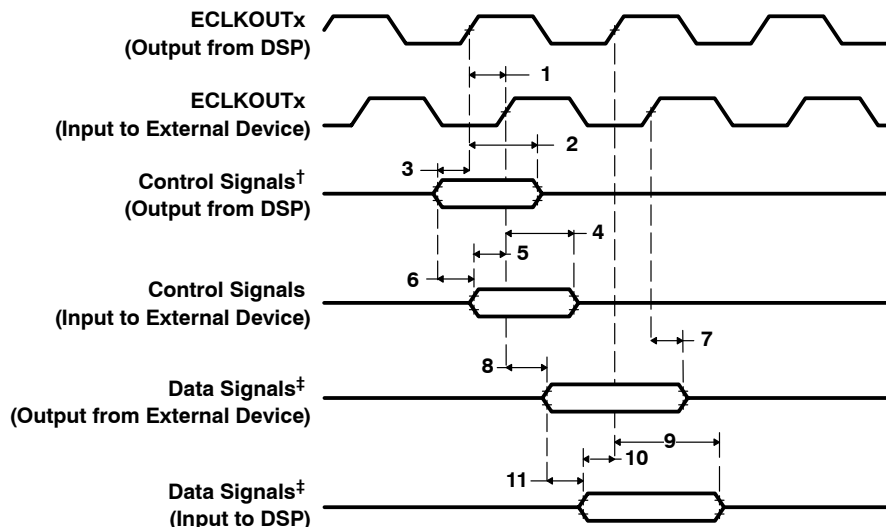 ECLKOUTx
(Output from DSP)
1
ECLKOUTx
(Input to External Device)
2
3
Control Signals†
(Output from DSP)
4
5
6
Control Signals
(Input to External Device)
7
8
Data Signals‡
(Output from External Device)
9
10
11
Data Signals‡
(Input to DSP)